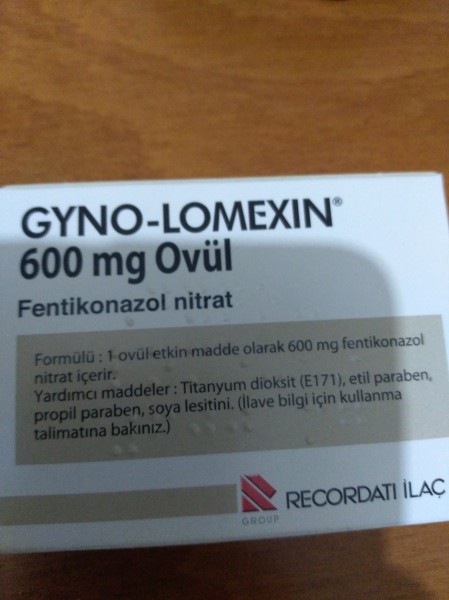 GYNO-LOMEXIN®
600 mg Ovül
Fentikonazol nitrat
Formülü : 1 ovül etkin madde olarak 600 mg fentikonazol
nitrat içerir.
Yardımcı maddeler : Titanyum dioksit (E171), etil paraben,
propil paraben, soya lesitini. (İlave bilgi için kullanma
talimatına bakınız.)
RECORDATI İLAÇ
GROUP